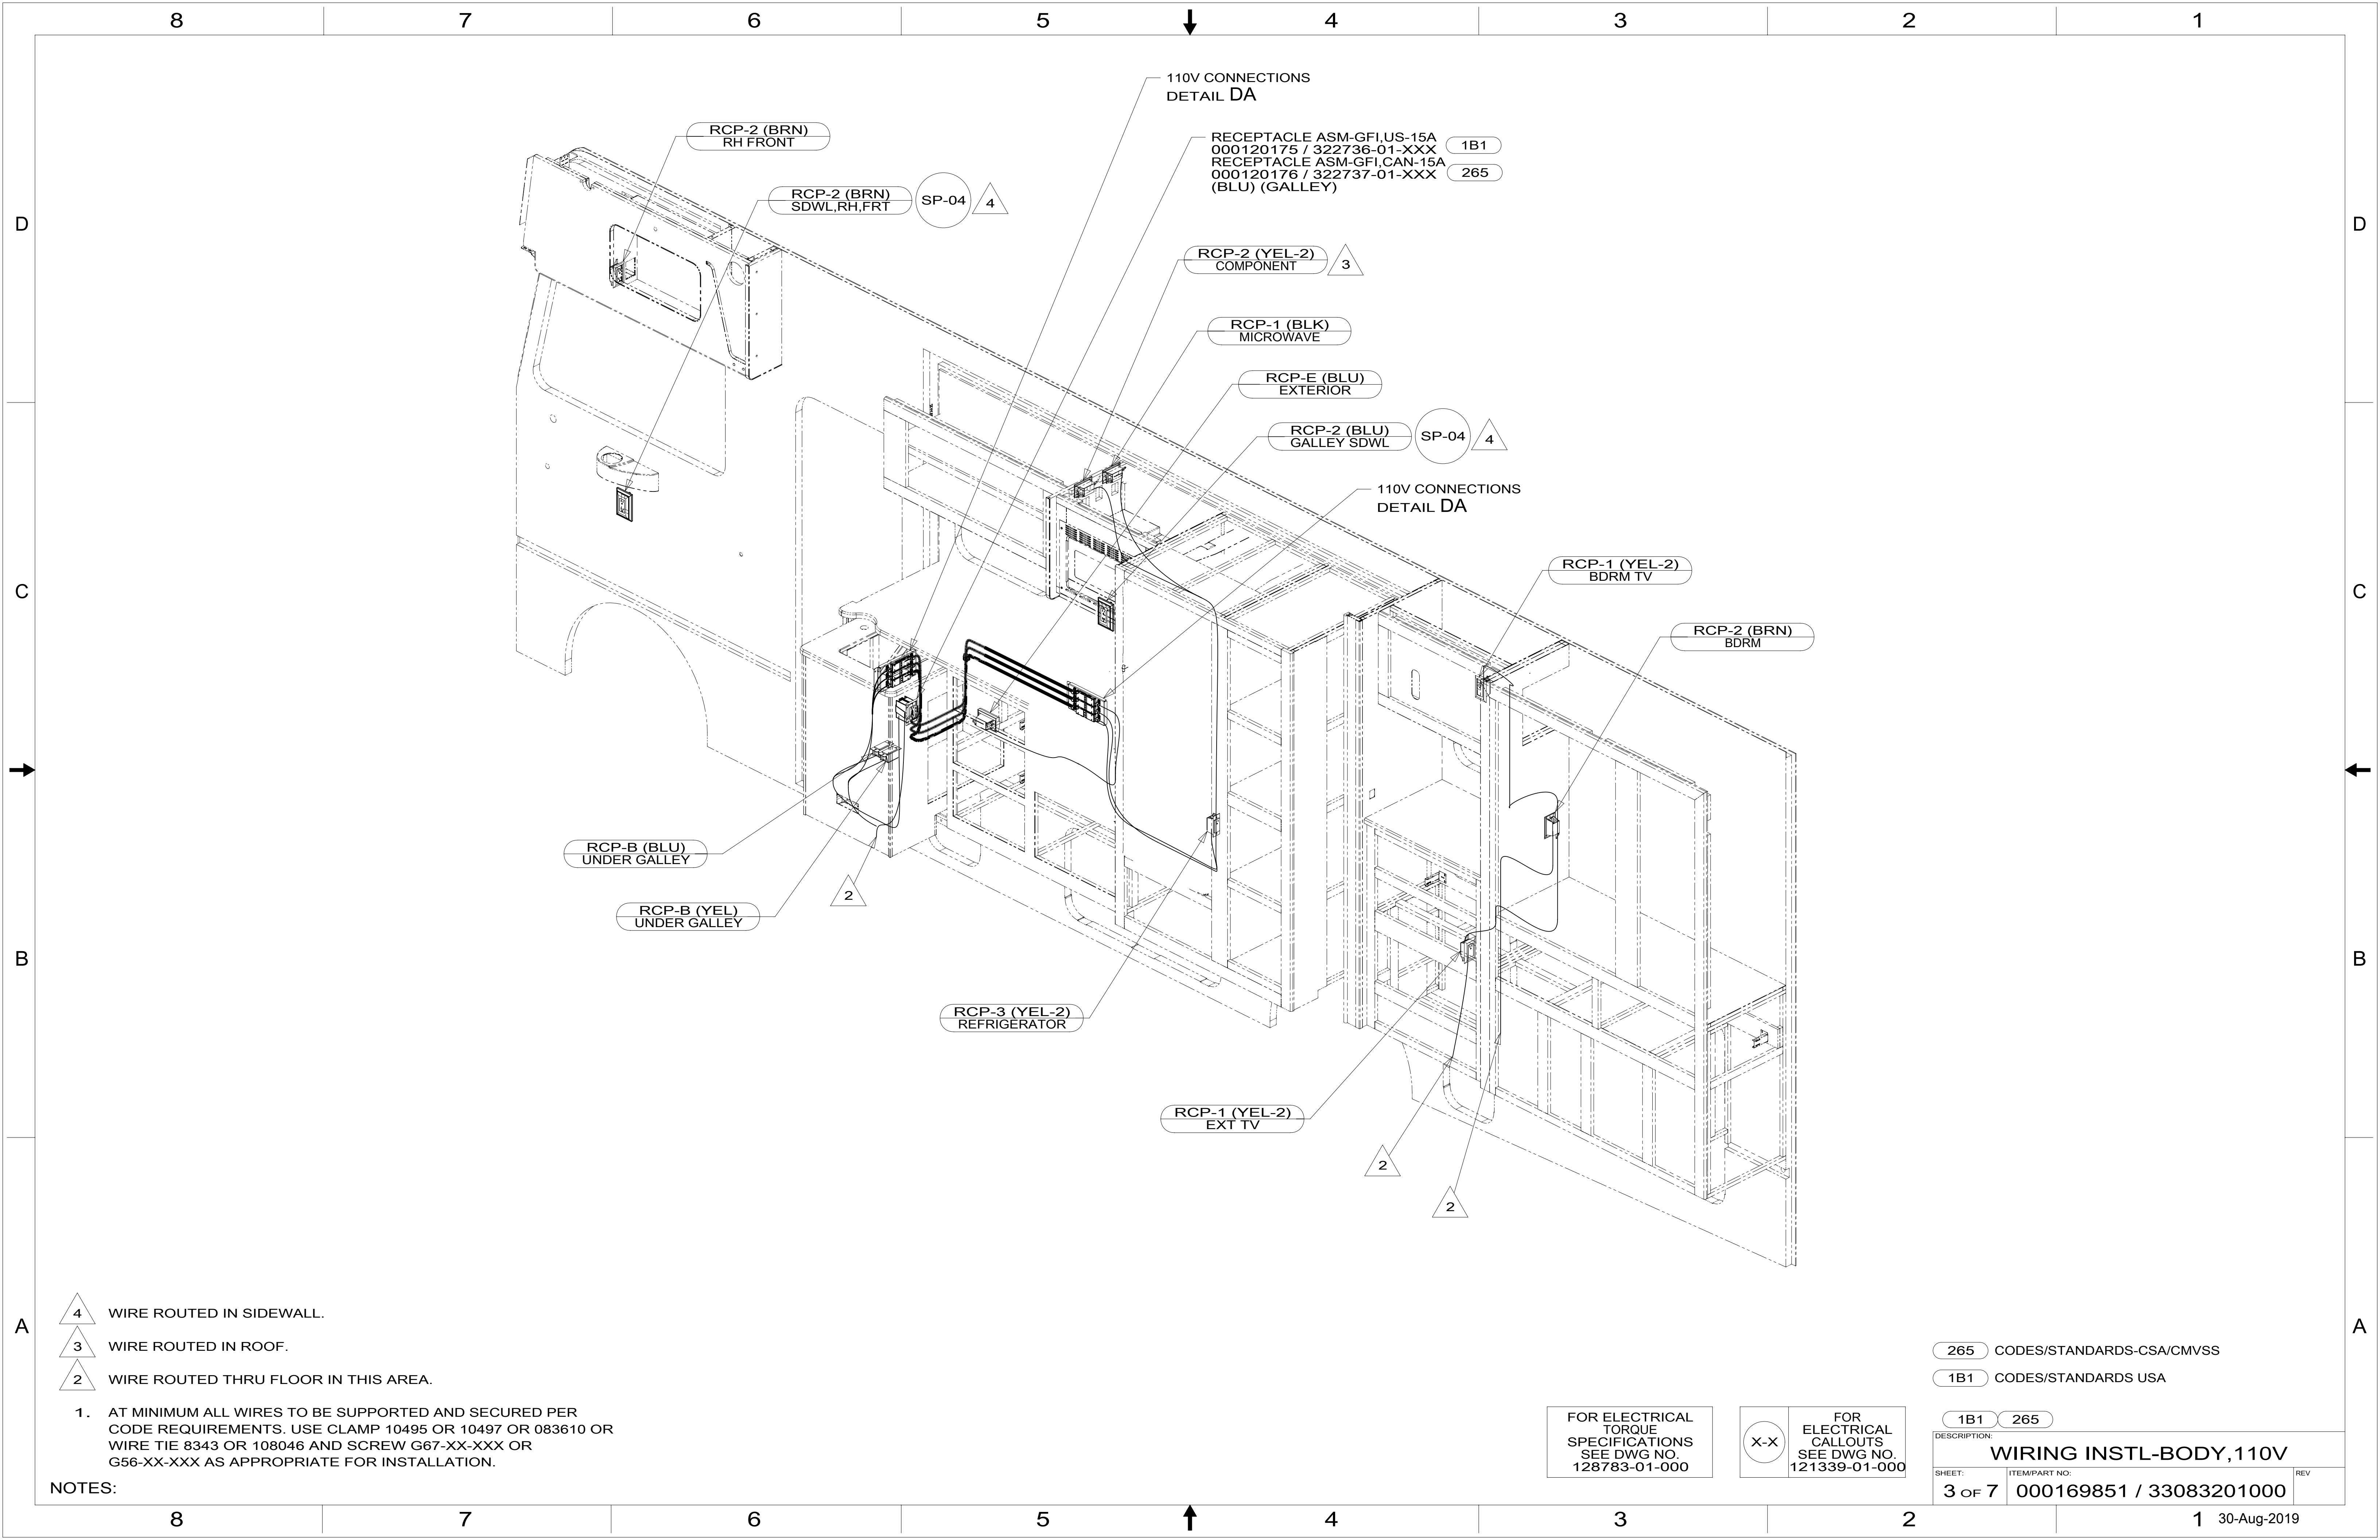 8 7 6 5 4 3 2 1
110V CONNECTIONS
DETAIL DA
RCP-2 (BRN)
RH FRONT
RECEPTACLE ASM-GFI,US-15A
000120175 / 322736-01-XXX 1B1
RECEPTACLE ASM-GFI,CAN-15A
000120176 / 322737-01-XXX 265
(BLU) (GALLEY)
RCP-2 (BRN)
SDWL,RH,FRT
SP-04
4
D
D
RCP-2 (YEL-2)
COMPONENT
3
RCP-1 (BLK)
MICROWAVE
RCP-E (BLU)
EXTERIOR
RCP-2 (BLU)
GALLEY SDWL
SP-04
4
110V CONNECTIONS
DETAIL DA
C
C
RCP-1 (YEL-2)
BDRM TV
RCP-2 (BRN)
BDRM
RCP-B (BLU)
UNDER GALLEY
2
RCP-B (YEL)
UNDER GALLEY
B
B
RCP-3 (YEL-2)
REFRIGERATOR
RCP-1 (YEL-2)
EXT TV
2
2
A
A
4 WIRE ROUTED IN SIDEWALL.
3 WIRE ROUTED IN ROOF.
2 WIRE ROUTED THRU FLOOR IN THIS AREA.
1. AT MINIMUM ALL WIRES TO BE SUPPORTED AND SECURED PER
CODE REQUIREMENTS. USE CLAMP 10495 OR 10497 OR 083610 OR
WIRE TIE 8343 OR 108046 AND SCREW G67-XX-XXX OR
G56-XX-XXX AS APPROPRIATE FOR INSTALLATION.
NOTES:
FOR ELECTRICAL
TORQUE
SPECIFICATIONS
SEE DWG NO.
128783-01-000
X-X
FOR
ELECTRICAL
CALLOUTS
SEE DWG NO.
121339-01-000
265 CODES/STANDARDS-CSA/CMVSS
1B1 CODES/STANDARDS USA
1B1 265
DESCRIPTION:
WIRING INSTL-BODY,110V
SHEET: ITEM/PART NO: REV
3 OF 7 000169851 / 33083201000
8 7 6 5 4 3 2 1
30-Aug-2019